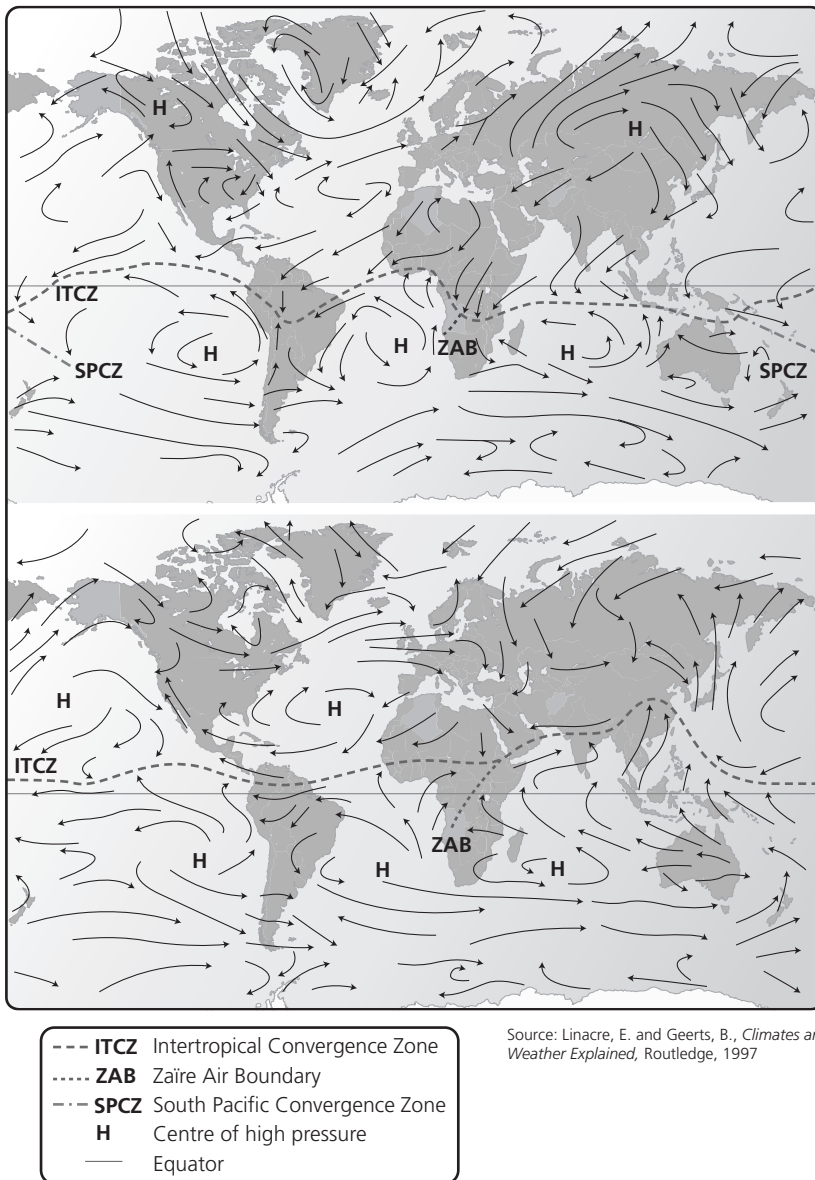 H
H
ITCZ
H
H
ZAB
H
SPCZ
SPCZ
H
H
ITCZ
ZAB
H
H
H
ITCZ Intertropical Convergence Zone
ZAB Zaïre Air Boundary
SPCZ South Pacific Convergence Zone
H Centre of high pressure
Equator
Source: Linacre, E. and Geerts, B., Climates an
Weather Explained, Routledge, 1997